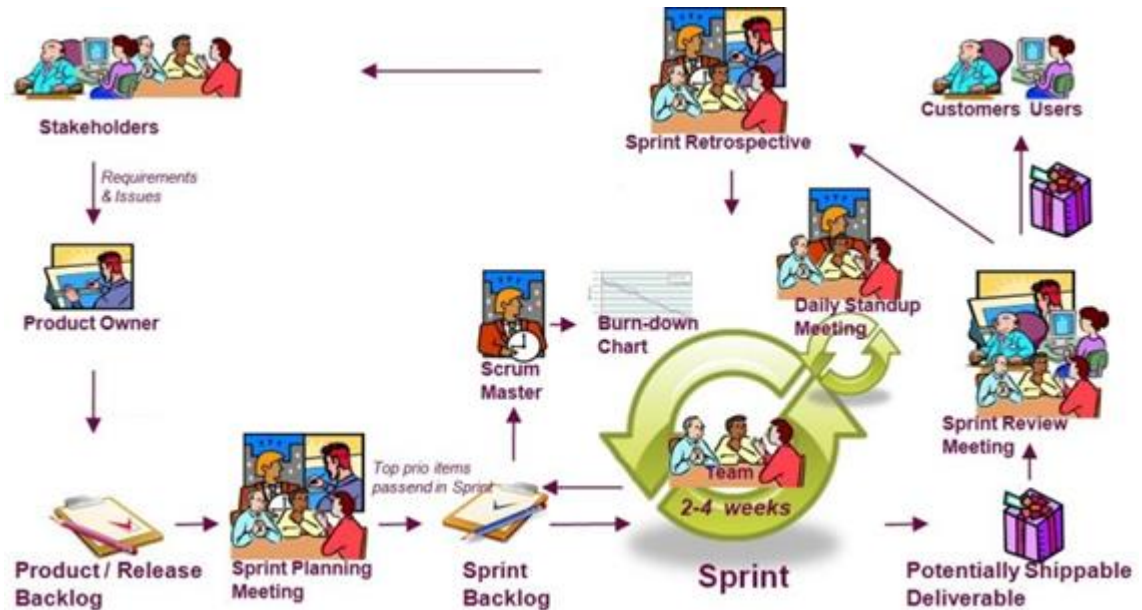 Stakeholders
Customers Users
Sprint Retrospective
Requirements
& Issues
Product Owner
Daily Standup
Meeting
Burn-down
Chart
Scrum
Master
Sprint Review
Meeting
Team
2-4 weeks
Top prio items
passend in Sprint
Product / Release
Backlog
Sprint Planning
Meeting
Sprint
Backlog
Sprint
Potentially Shippable
Deliverable